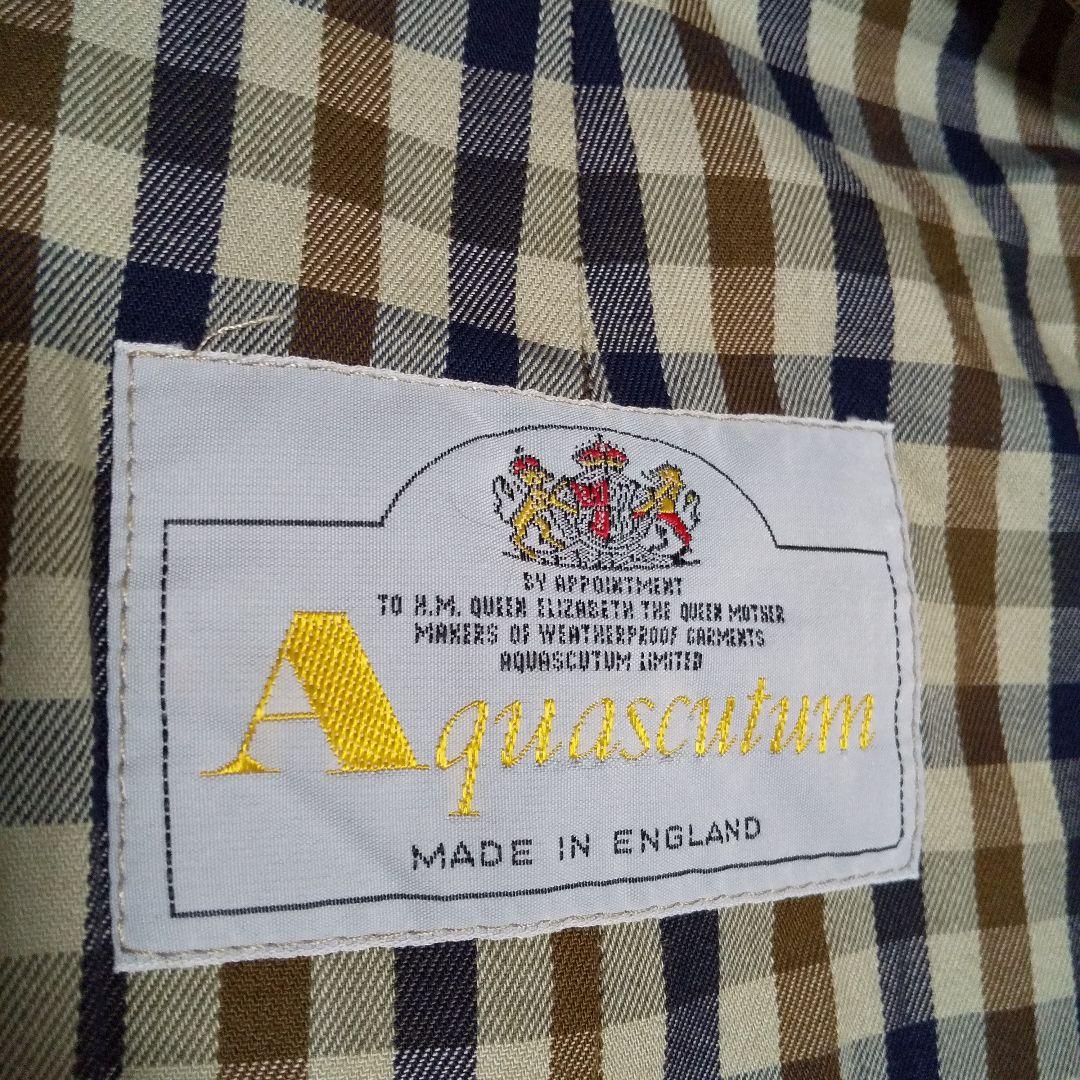 BY APPOINTMENT
TO H.M. QUEEN ELIZABETH THE QUEEN MOTHER
MAKERS OF WEATHERPROOF GARMENTS
AQUASCUTUM LIMITED
Aquascutum
MADE IN ENGLAND